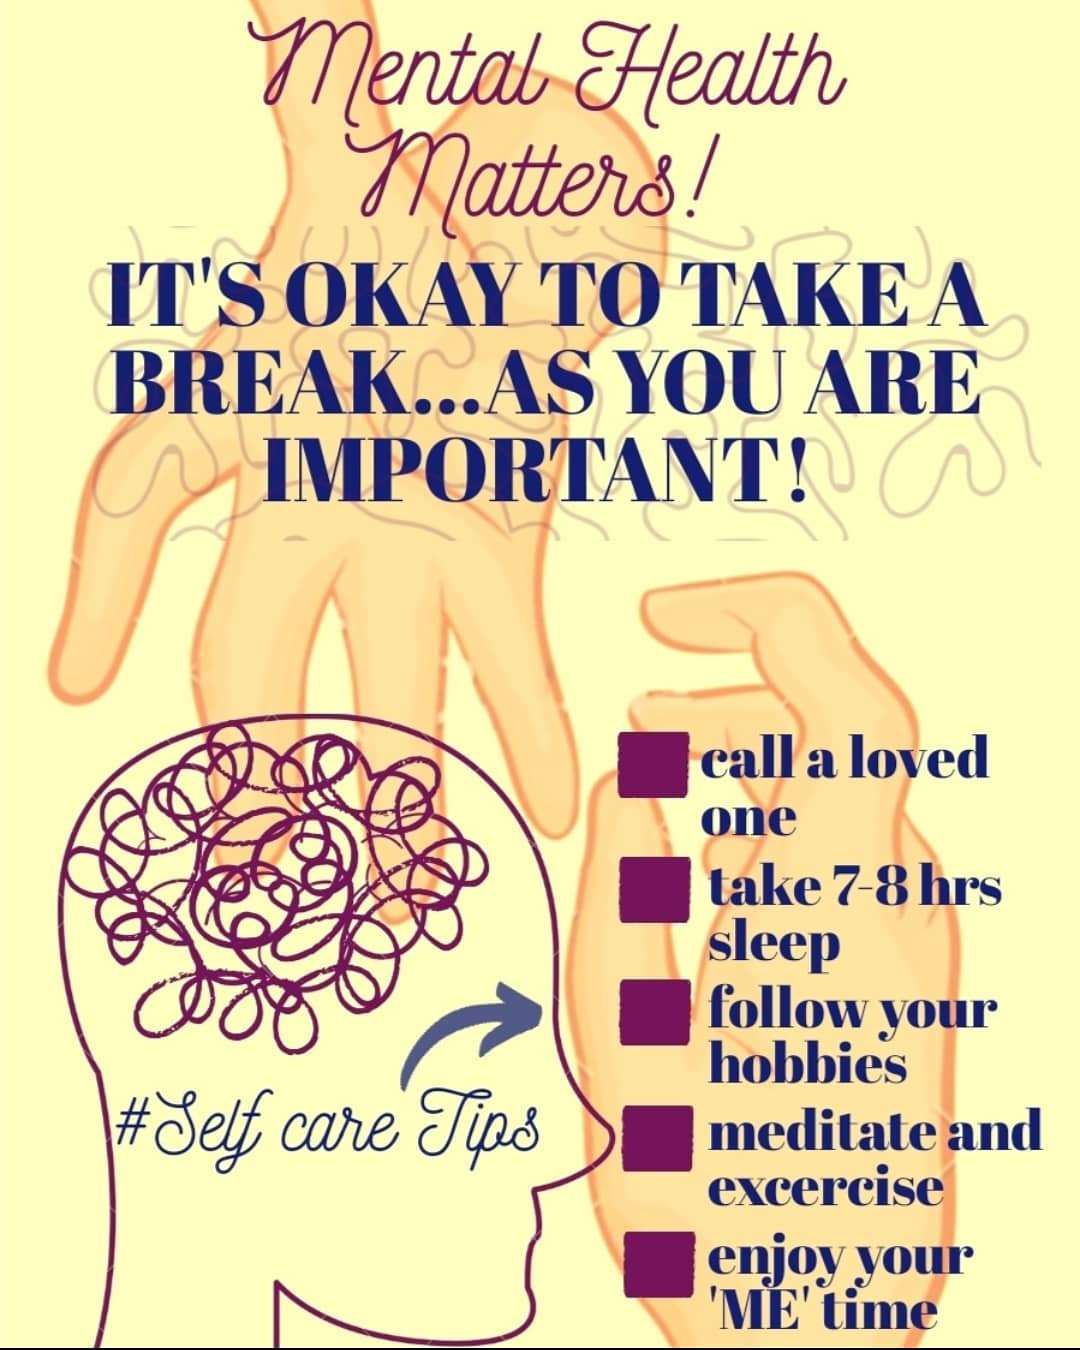 Mental Health
Matters!
IT'S OKAY TO TAKE A
BREAK...AS YOU ARE
IMPORTANT!
call a loved
one
take 7-8 hrs
sleep
follow your
hobbies
meditate and
excercise
enjoy your
'ME' time
#Self care Tips